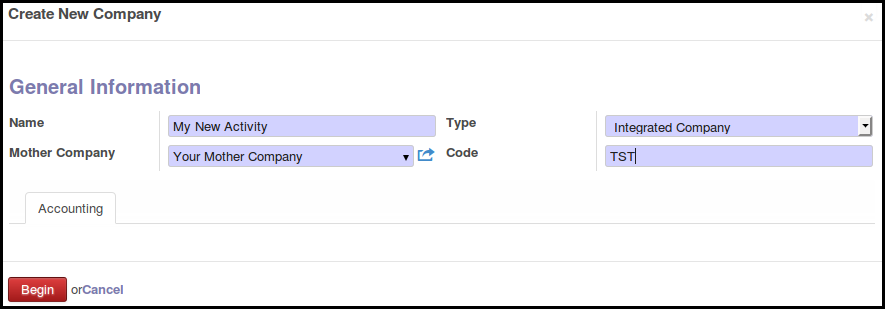 Create New Company ×
General Information
Name My New Activity Type Integrated Company
Mother Company Your Mother Company Code TST
Accounting
Begin orCancel